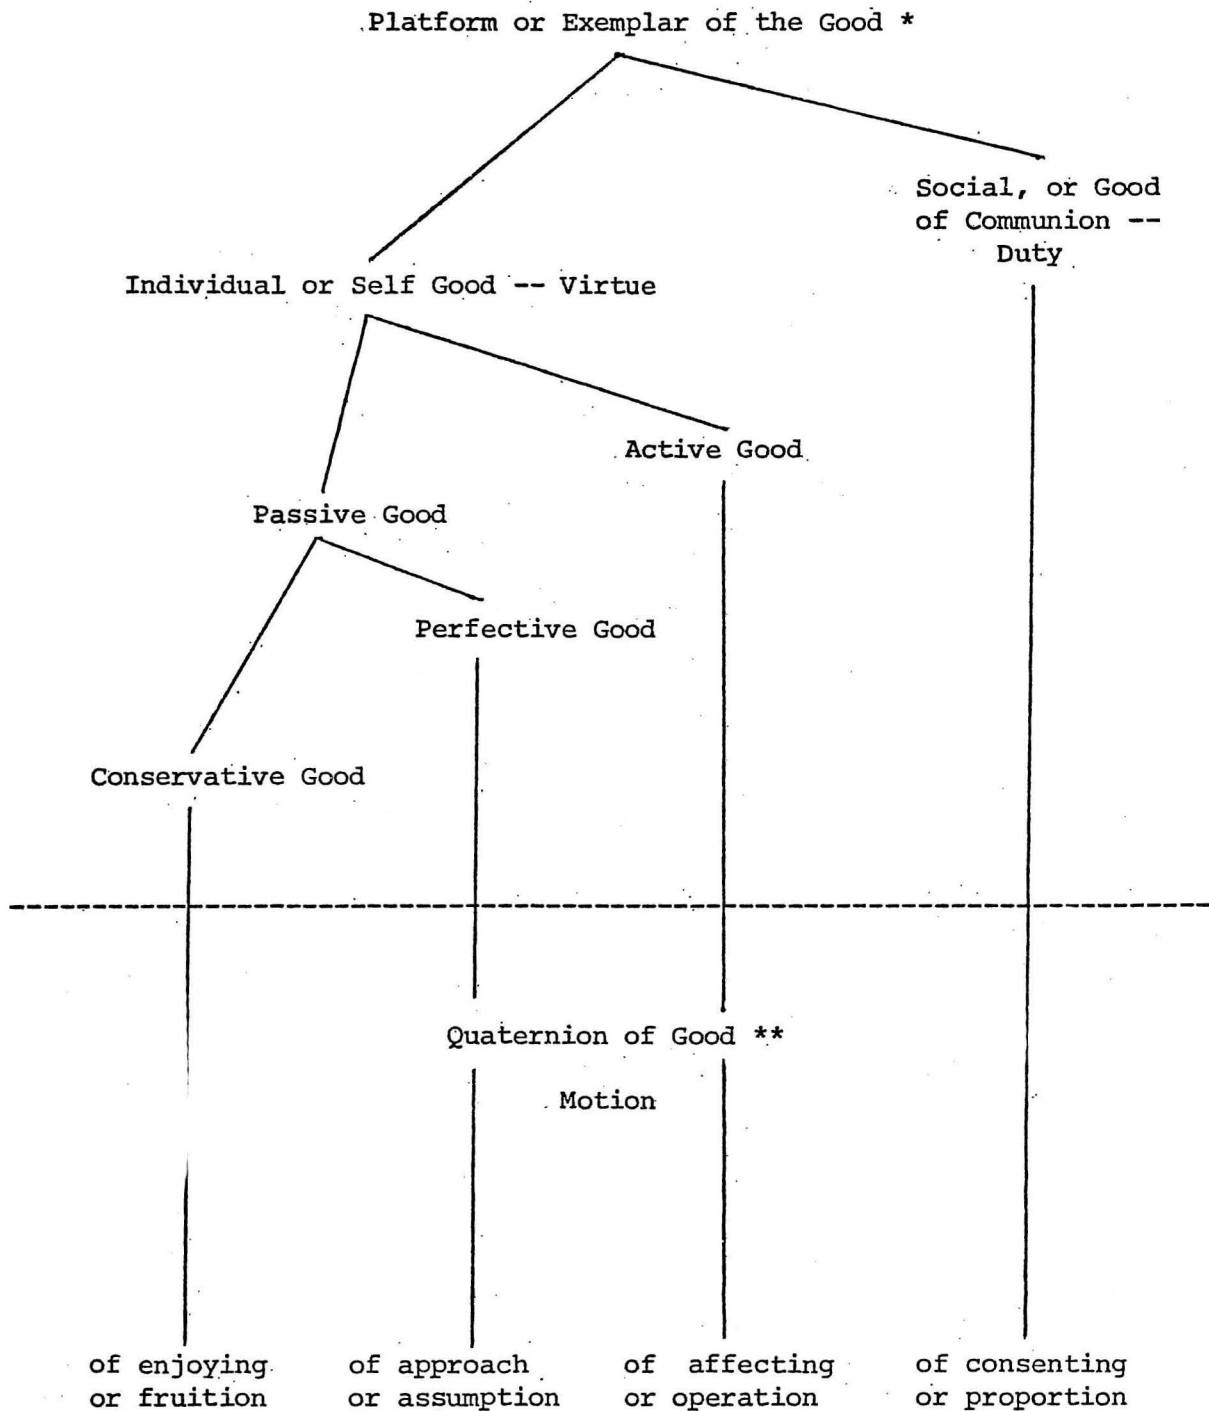 Platform or Exemplar of the Good *
Social, or Good
of Communion --
Duty
Individual or Self Good -- Virtue
Active Good
Passive Good
Perfective Good
Conservative Good
Quaternion of Good **
Motion
of enjoying
or fruition
of approach
or assumption
of affecting
or operation
of consenting
or proportion